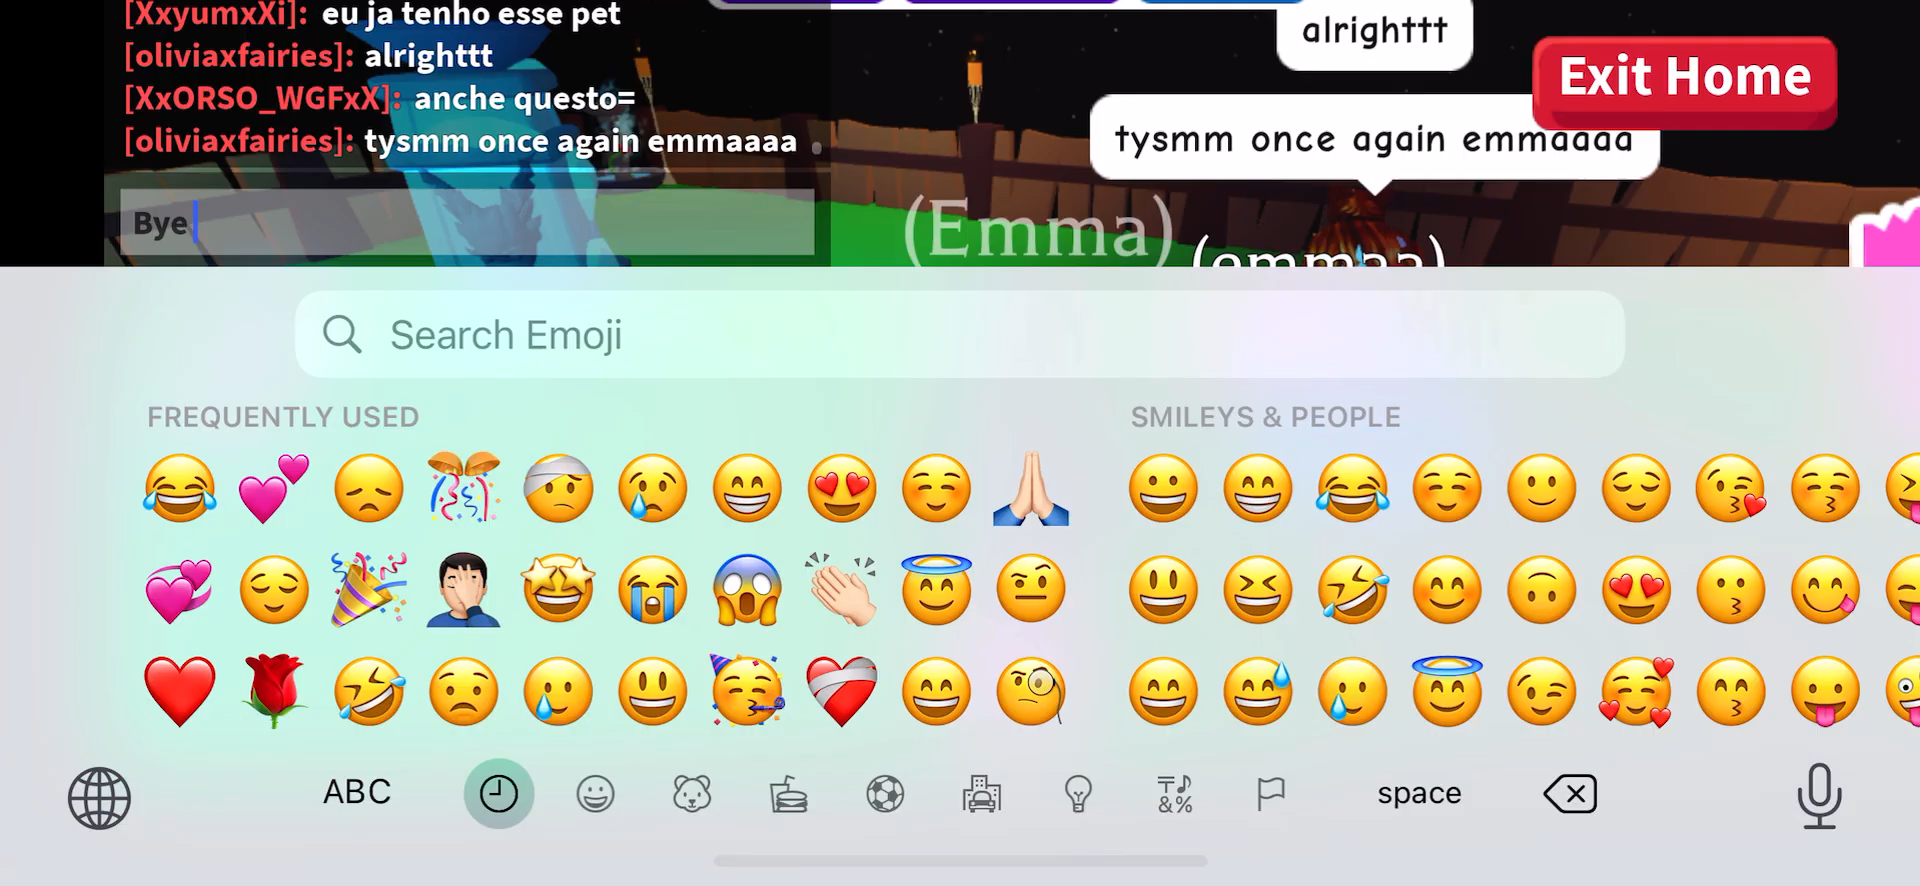 [XxyumxXi]: eu ja tenho esse pet
[oliviaxfairies]: alrighttt
[XxORSO_WGFxX]: anche questo=
[oliviaxfairies]: tysmm once again emmaaaa
Bye
alrighttt
Exit Home
tysmm once again emmaaaa
(Emma)
(emmaa)
Search Emoji
FREQUENTLY USED
SMILEYS & PEOPLE
ABC
space